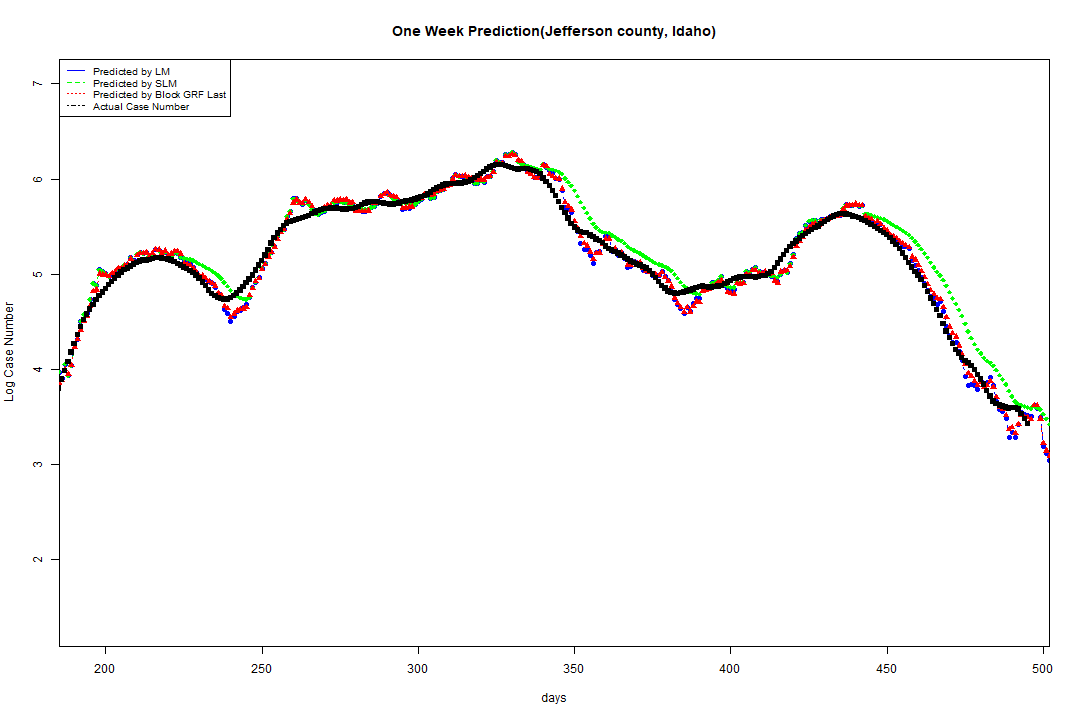 One Week Prediction(Jefferson county, Idaho)
Predicted by LM
Predicted by SLM
Predicted by Block GRF Last
Actual Case Number
7
6
5
4
3
2
Log Case Number
200 250 300 350 400 450 500
days